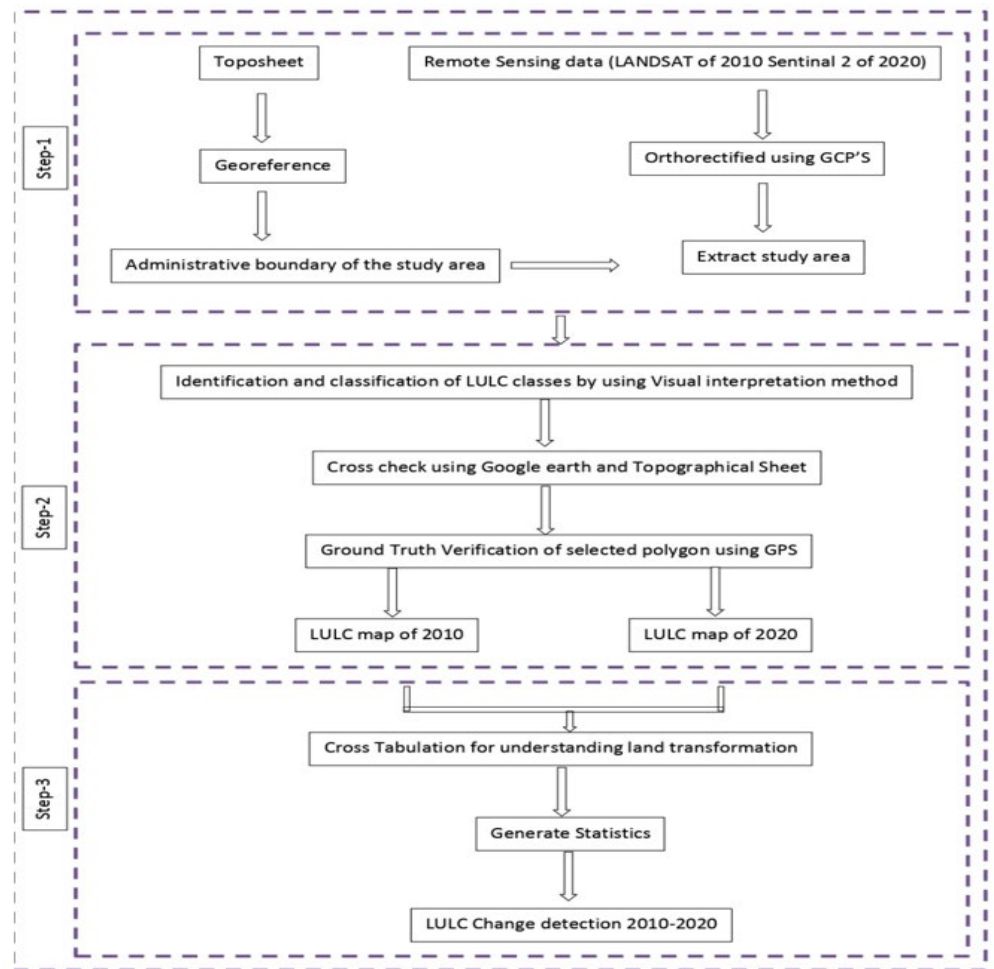 Step-1
Toposheet
Remote Sensing data (LANDSAT of 2010 Sentinal 2 of 2020)
Georeference
Orthorectified using GCP'S
Administrative boundary of the study area
Extract study area
Step-2
Identification and classification of LULC classes by using Visual interpretation method
Cross check using Google earth and Topographical Sheet
Ground Truth Verification of selected polygon using GPS
LULC map of 2010
LULC map of 2020
Step-3
Cross Tabulation for understanding land transformation
Generate Statistics
LULC Change detection 2010-2020